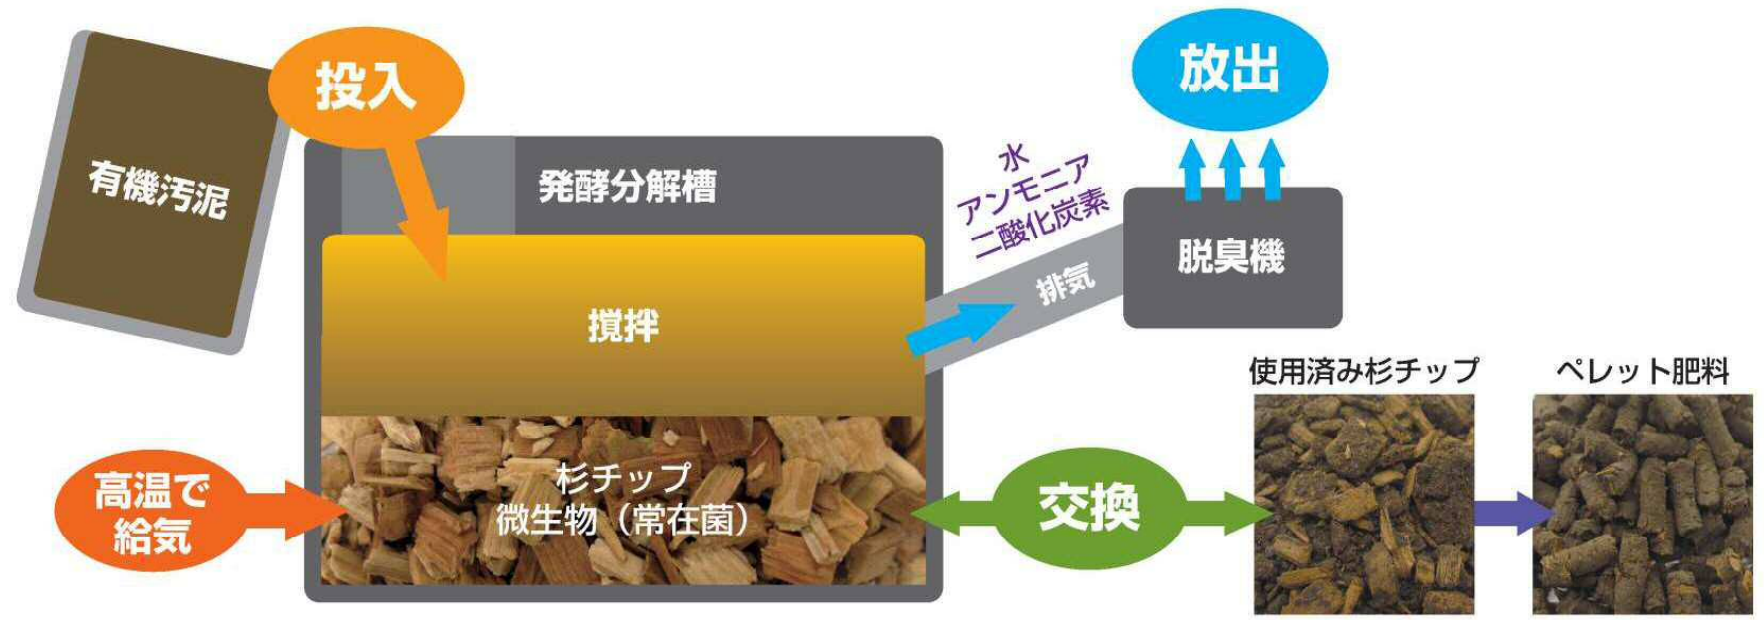 投入
有機汚泥
発酵分解槽
撹拌
杉チップ
微生物（常在菌）
高温で
給気
水
アンモニア
二酸化炭素
排気
脱臭機
放出
交換
使用済み杉チップ
ペレット肥料